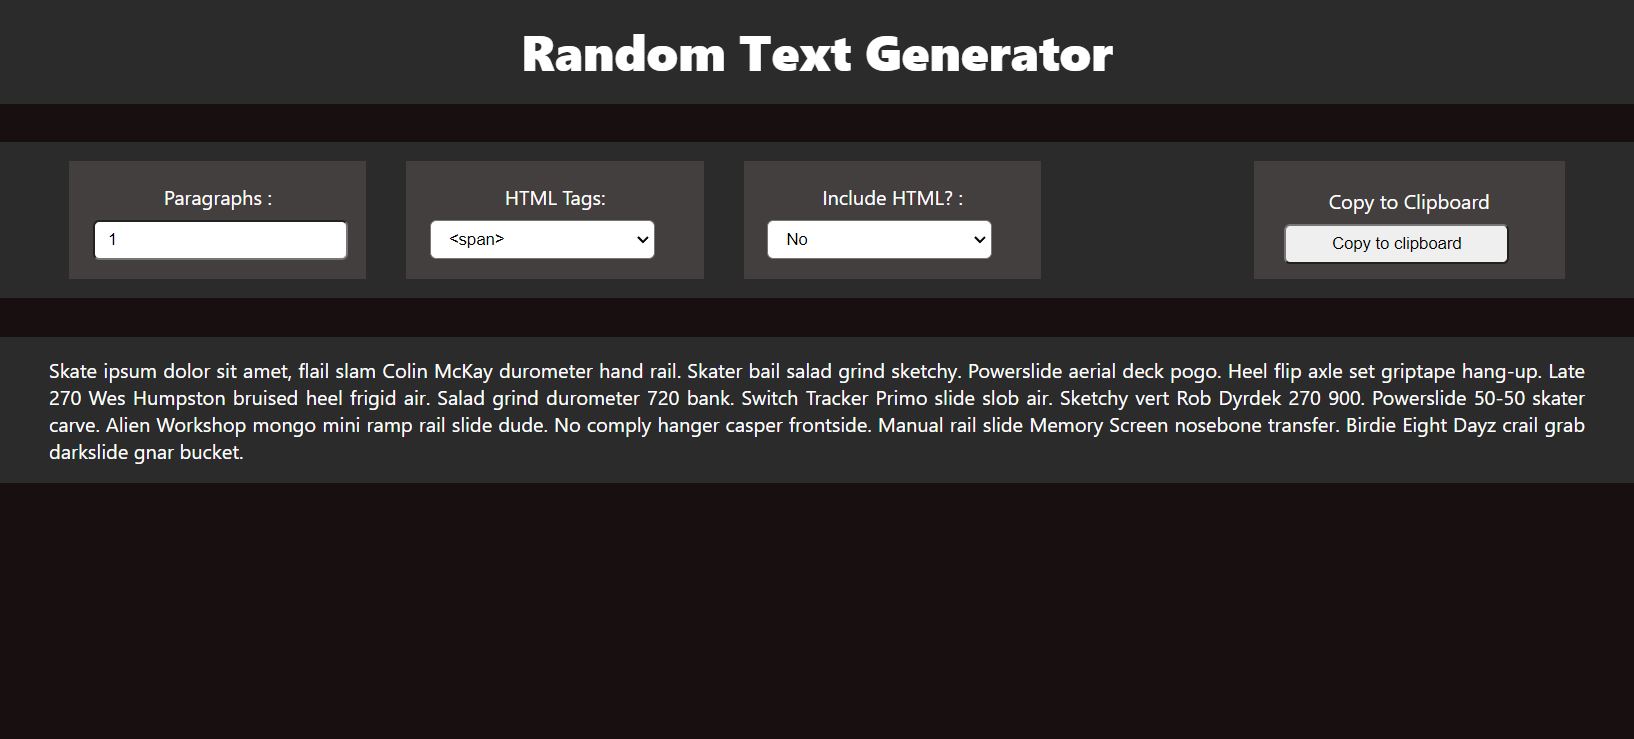 Random Text Generator
Paragraphs :
1
HTML Tags:
<span>
Include HTML? :
No
Copy to Clipboard
Copy to clipboard
Skate ipsum dolor sit amet, flail slam Colin McKay durometer hand rail. Skater bail salad grind sketchy. Powerslide aerial deck pogo. Heel flip axle set griptape hang-up. Late
270 Wes Humpston bruised heel frigid air. Salad grind durometer 720 bank. Switch Tracker Primo slide slob air. Sketchy vert Rob Dyrdek 270 900. Powerslide 50-50 skater
carve. Alien Workshop mongo mini ramp rail slide dude. No comply hanger casper frontside. Manual rail slide Memory Screen nosebone transfer. Birdie Eight Dayz crail grab
darkslide gnar bucket.